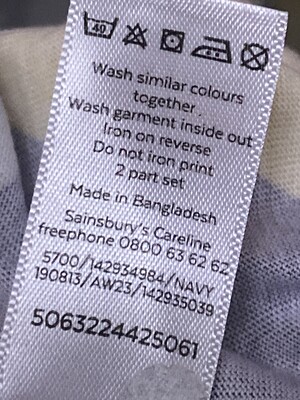 40
Wash similar colours
together.
Wash garment inside out
Iron on reverse
Do not iron print
2 part set
Made in Bangladesh
Sainsbury's Careline
freephone 0800 63 62 62
5700/142934984/NAVY
190813/AW23/142935039
5063224425061